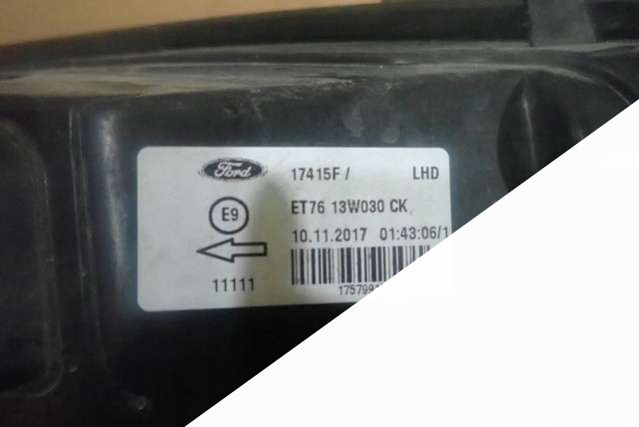 Ford 17415F / LHD
E9 ET76 13W030 CK
10.11.2017 01:43:06/1
11111